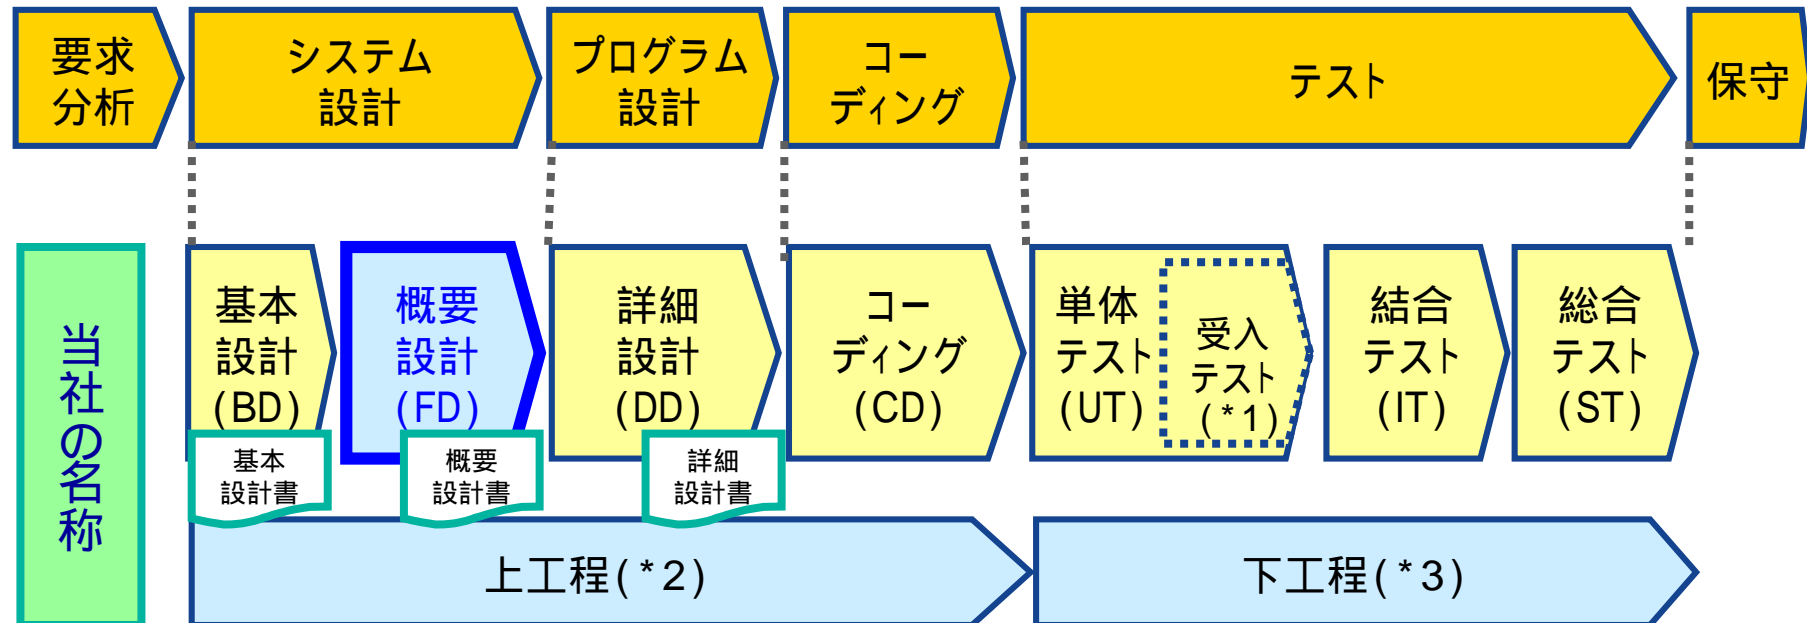 要求
分析
システム
設計
プログラム
設計
コー
ディング
テスト
保守
当社の名称
基本
設計
(BD)
概要
設計
(FD)
詳細
設計
(DD)
コー
ディング
(CD)
単体
テスト
(UT)
受入
テスト
(*1)
結合
テスト
(IT)
総合
テスト
(ST)
基本
設計書
概要
設計書
詳細
設計書
上工程(*2)
下工程(*3)